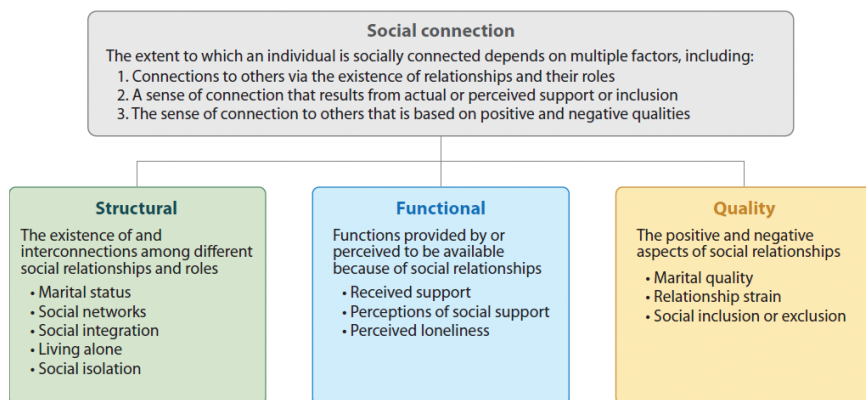 Social connection
The extent to which an individual is socially connected depends on multiple factors, including:
1. Connections to others via the existence of relationships and their roles
2. A sense of connection that results from actual or perceived support or inclusion
3. The sense of connection to others that is based on positive and negative qualities
Structural
The existence of and
interconnections among different
social relationships and roles
• Marital status
• Social networks
• Social integration
• Living alone
• Social isolation
Functional
Functions provided by or
perceived to be available
because of social relationships
• Received support
• Perceptions of social support
• Perceived loneliness
Quality
The positive and negative
aspects of social relationships
• Marital quality
• Relationship strain
• Social inclusion or exclusion